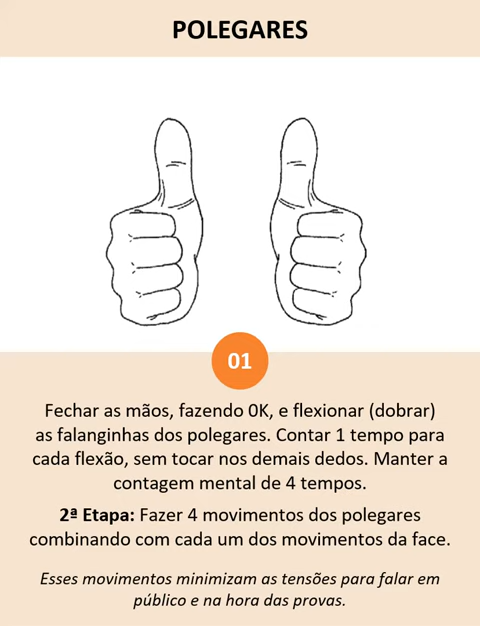 POLEGARES
01
Fechar as mãos, fazendo 0K, e flexionar (dobrar)
as falanginhas dos polegares. Contar 1 tempo para
cada flexão, sem tocar nos demais dedos. Manter a
contagem mental de 4 tempos.
2ª Etapa: Fazer 4 movimentos dos polegares
combinando com cada um dos movimentos da face.
Esses movimentos minimizam as tensões para falar em
público e na hora das provas.